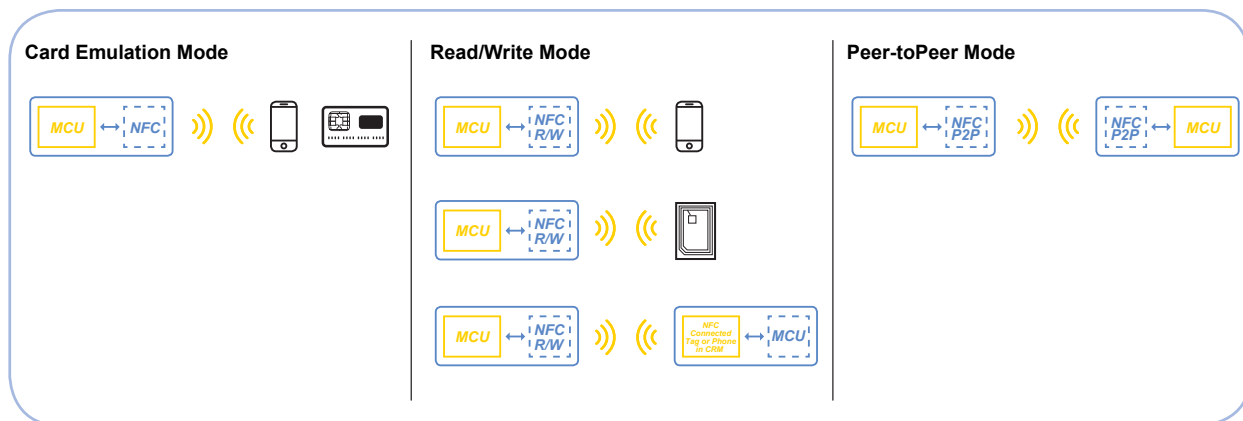 Card Emulation Mode
MCU
NFC
Read/Write Mode
MCU
NFC
R/W
MCU
NFC
R/W
MCU
NFC
R/W
NFC
Connected
Tag or Phone
in CRM
MCU
Peer-toPeer Mode
MCU
NFC
P2P
NFC
P2P
MCU